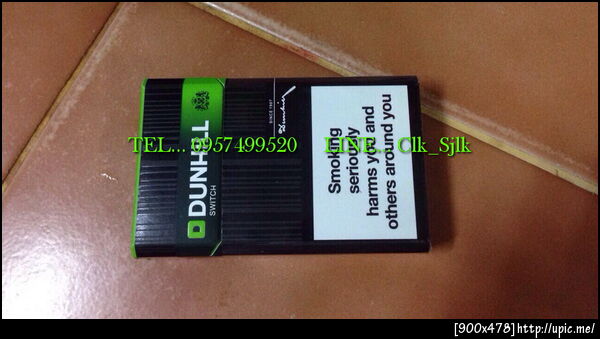 TEL... 0957499520 LINE... Clk_Sjlk
DUNHILL
SWITCH
SINCE 1907
Smoking
seriously
harms you and
others around you
[900x478]http://upic.me/